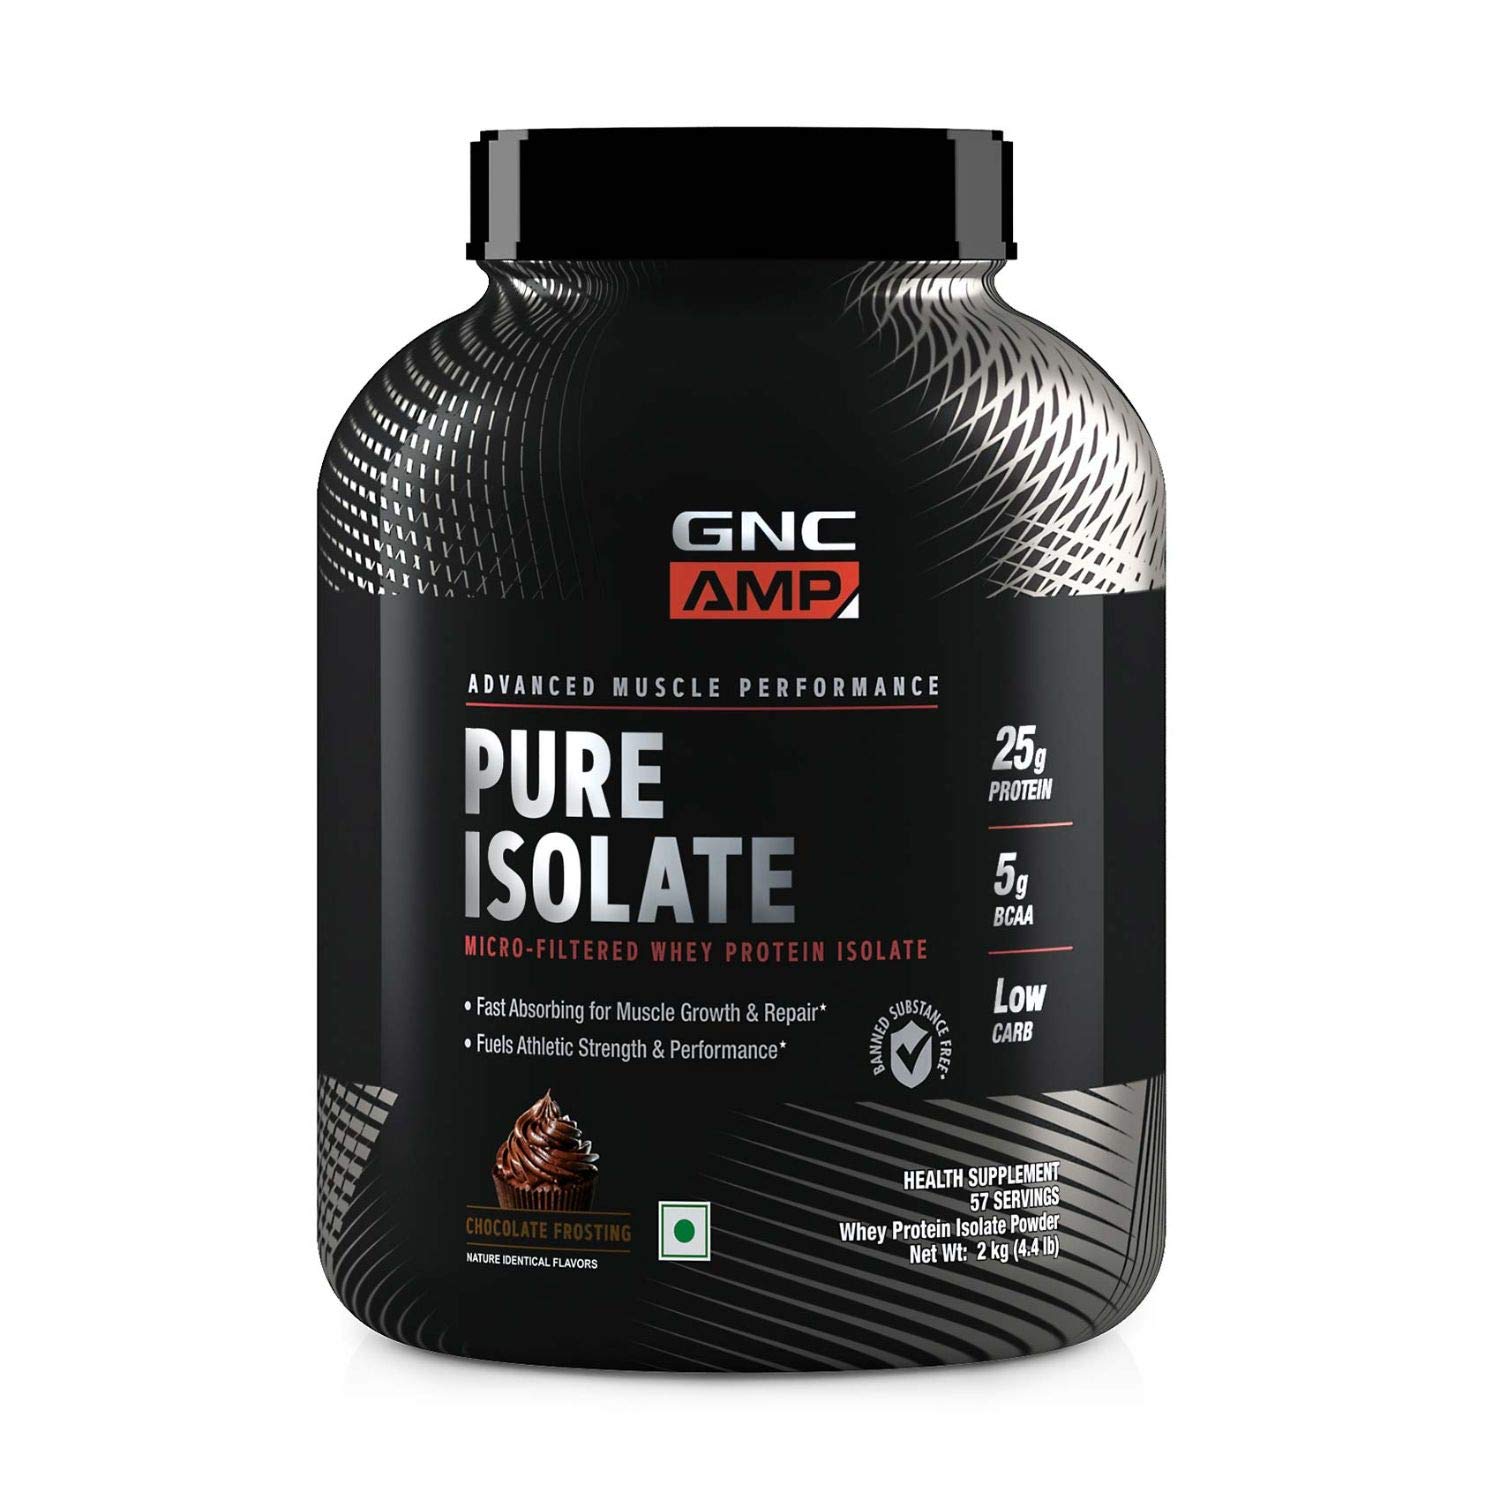 GNC
AMP
ADVANCED MUSCLE PERFORMANCE
PURE
ISOLATE
MICRO-FILTERED WHEY PROTEIN ISOLATE
• Fast Absorbing for Muscle Growth & Repair*
• Fuels Athletic Strength & Performance*
BANNED SUBSTANCE FREE*
25g
PROTEIN
5g
BCAA
Low
CARB
CHOCOLATE FROSTING
NATURE IDENTICAL FLAVORS
HEALTH SUPPLEMENT
57 SERVINGS
Whey Protein Isolate Powder
Net Wt: 2 kg (4.4 lb)